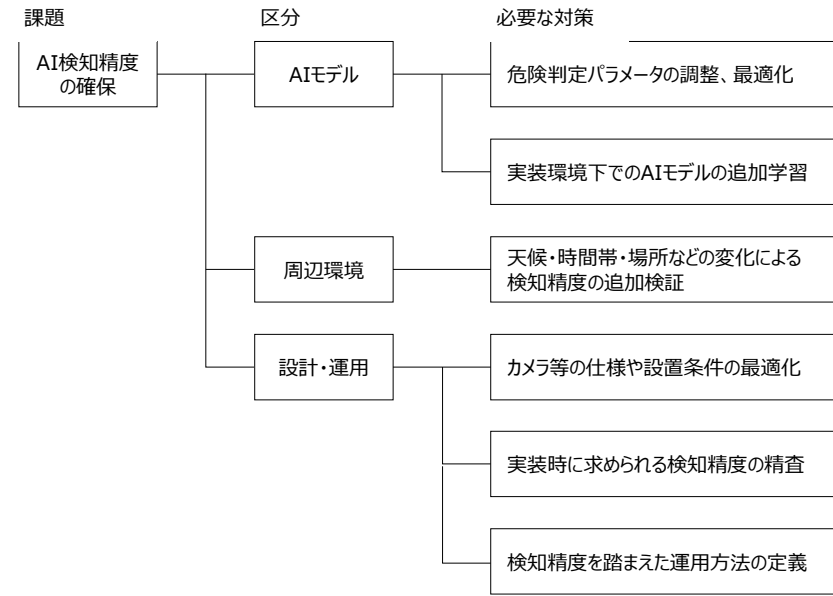 課題 区分 必要な対策
AI検知精度
の確保
AIモデル
危険判定パラメータの調整、最適化
実装環境下でのAIモデルの追加学習
周辺環境
天候・時間帯・場所などの変化による
検知精度の追加検証
設計・運用
カメラ等の仕様や設置条件の最適化
実装時に求められる検知精度の精査
検知精度を踏まえた運用方法の定義